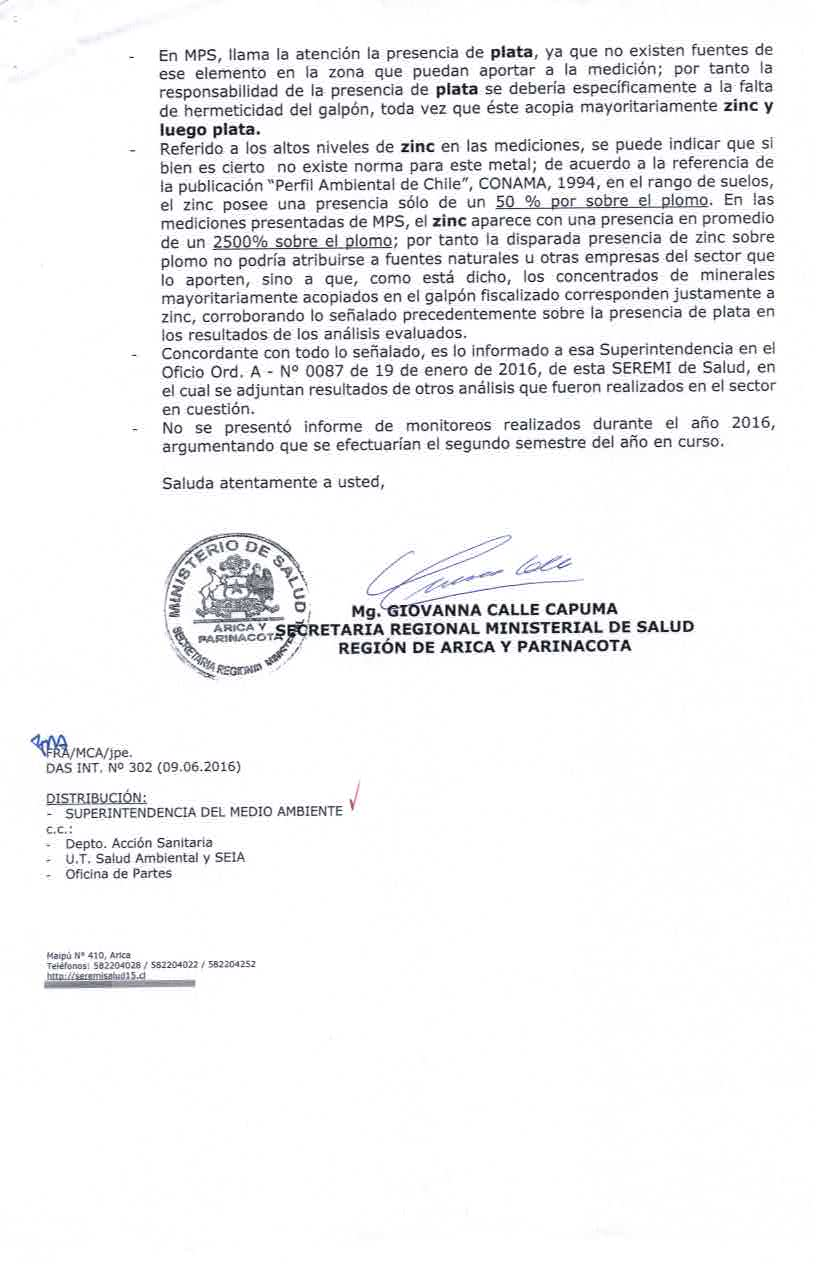 - En MPS, llama la atención la presencia de plata, ya que no existen fuentes de
ese elemento en la zona que puedan aportar a la medición; por tanto la
responsabilidad de la presencia de plata se debería específicamente a la falta
de hermeticidad del galpón, toda vez que éste acopia mayoritariamente zinc y
luego plata.
- Referido a los altos niveles de zinc en las mediciones, se puede indicar que si
bien es cierto no existe norma para este metal; de acuerdo a la referencia de
la publicación "Perfil Ambiental de Chile", CONAMA, 1994, en el rango de suelos,
el zinc posee una presencia sólo de un 50 % por sobre el plomo. En las
mediciones presentadas de MPS, el zinc aparece con una presencia en promedio
de un 2500% sobre el plomo; por tanto la disparada presencia de zinc sobre
plomo no podría atribuirse a fuentes naturales u otras empresas del sector que
lo aporten, sino a que, como está dicho, los concentrados de minerales
mayoritariamente acopiados en el galpón fiscalizado corresponden justamente a
zinc, corroborando lo señalado precedentemente sobre la presencia de plata en
los resultados de los análisis evaluados.
- Concordante con todo lo señalado, es lo informado a esa Superintendencia en el
Oficio Ord. A - Nº 0087 de 19 de enero de 2016, de esta SEREMI de Salud, en
el cual se adjuntan resultados de otros análisis que fueron realizados en el sector
en cuestión.
- No se presentó informe de monitoreos realizados durante el año 2016,
argumentando que se efectuarían el segundo semestre del año en curso.
Saluda atentamente a usted,
MINISTERIO DE SALUD
ARICA Y
PARINACOTA
SECRETARIA REGIONAL MINISTERIAL
Mg. GIOVANNA CALLE CAPUMA
SECRETARIA REGIONAL MINISTERIAL DE SALUD
REGIÓN DE ARICA Y PARINACOTA
FRA/MCA/jpe.
DAS INT. Nº 302 (09.06.2016)
DISTRIBUCIÓN:
- SUPERINTENDENCIA DEL MEDIO AMBIENTE
c.c.:
- Depto. Acción Sanitaria
- U.T. Salud Ambiental y SEIA
- Oficina de Partes
Maipú Nº 410, Arica
Teléfonos: 582204028 / 582204022 / 582204252
http://seremisalud15.cl